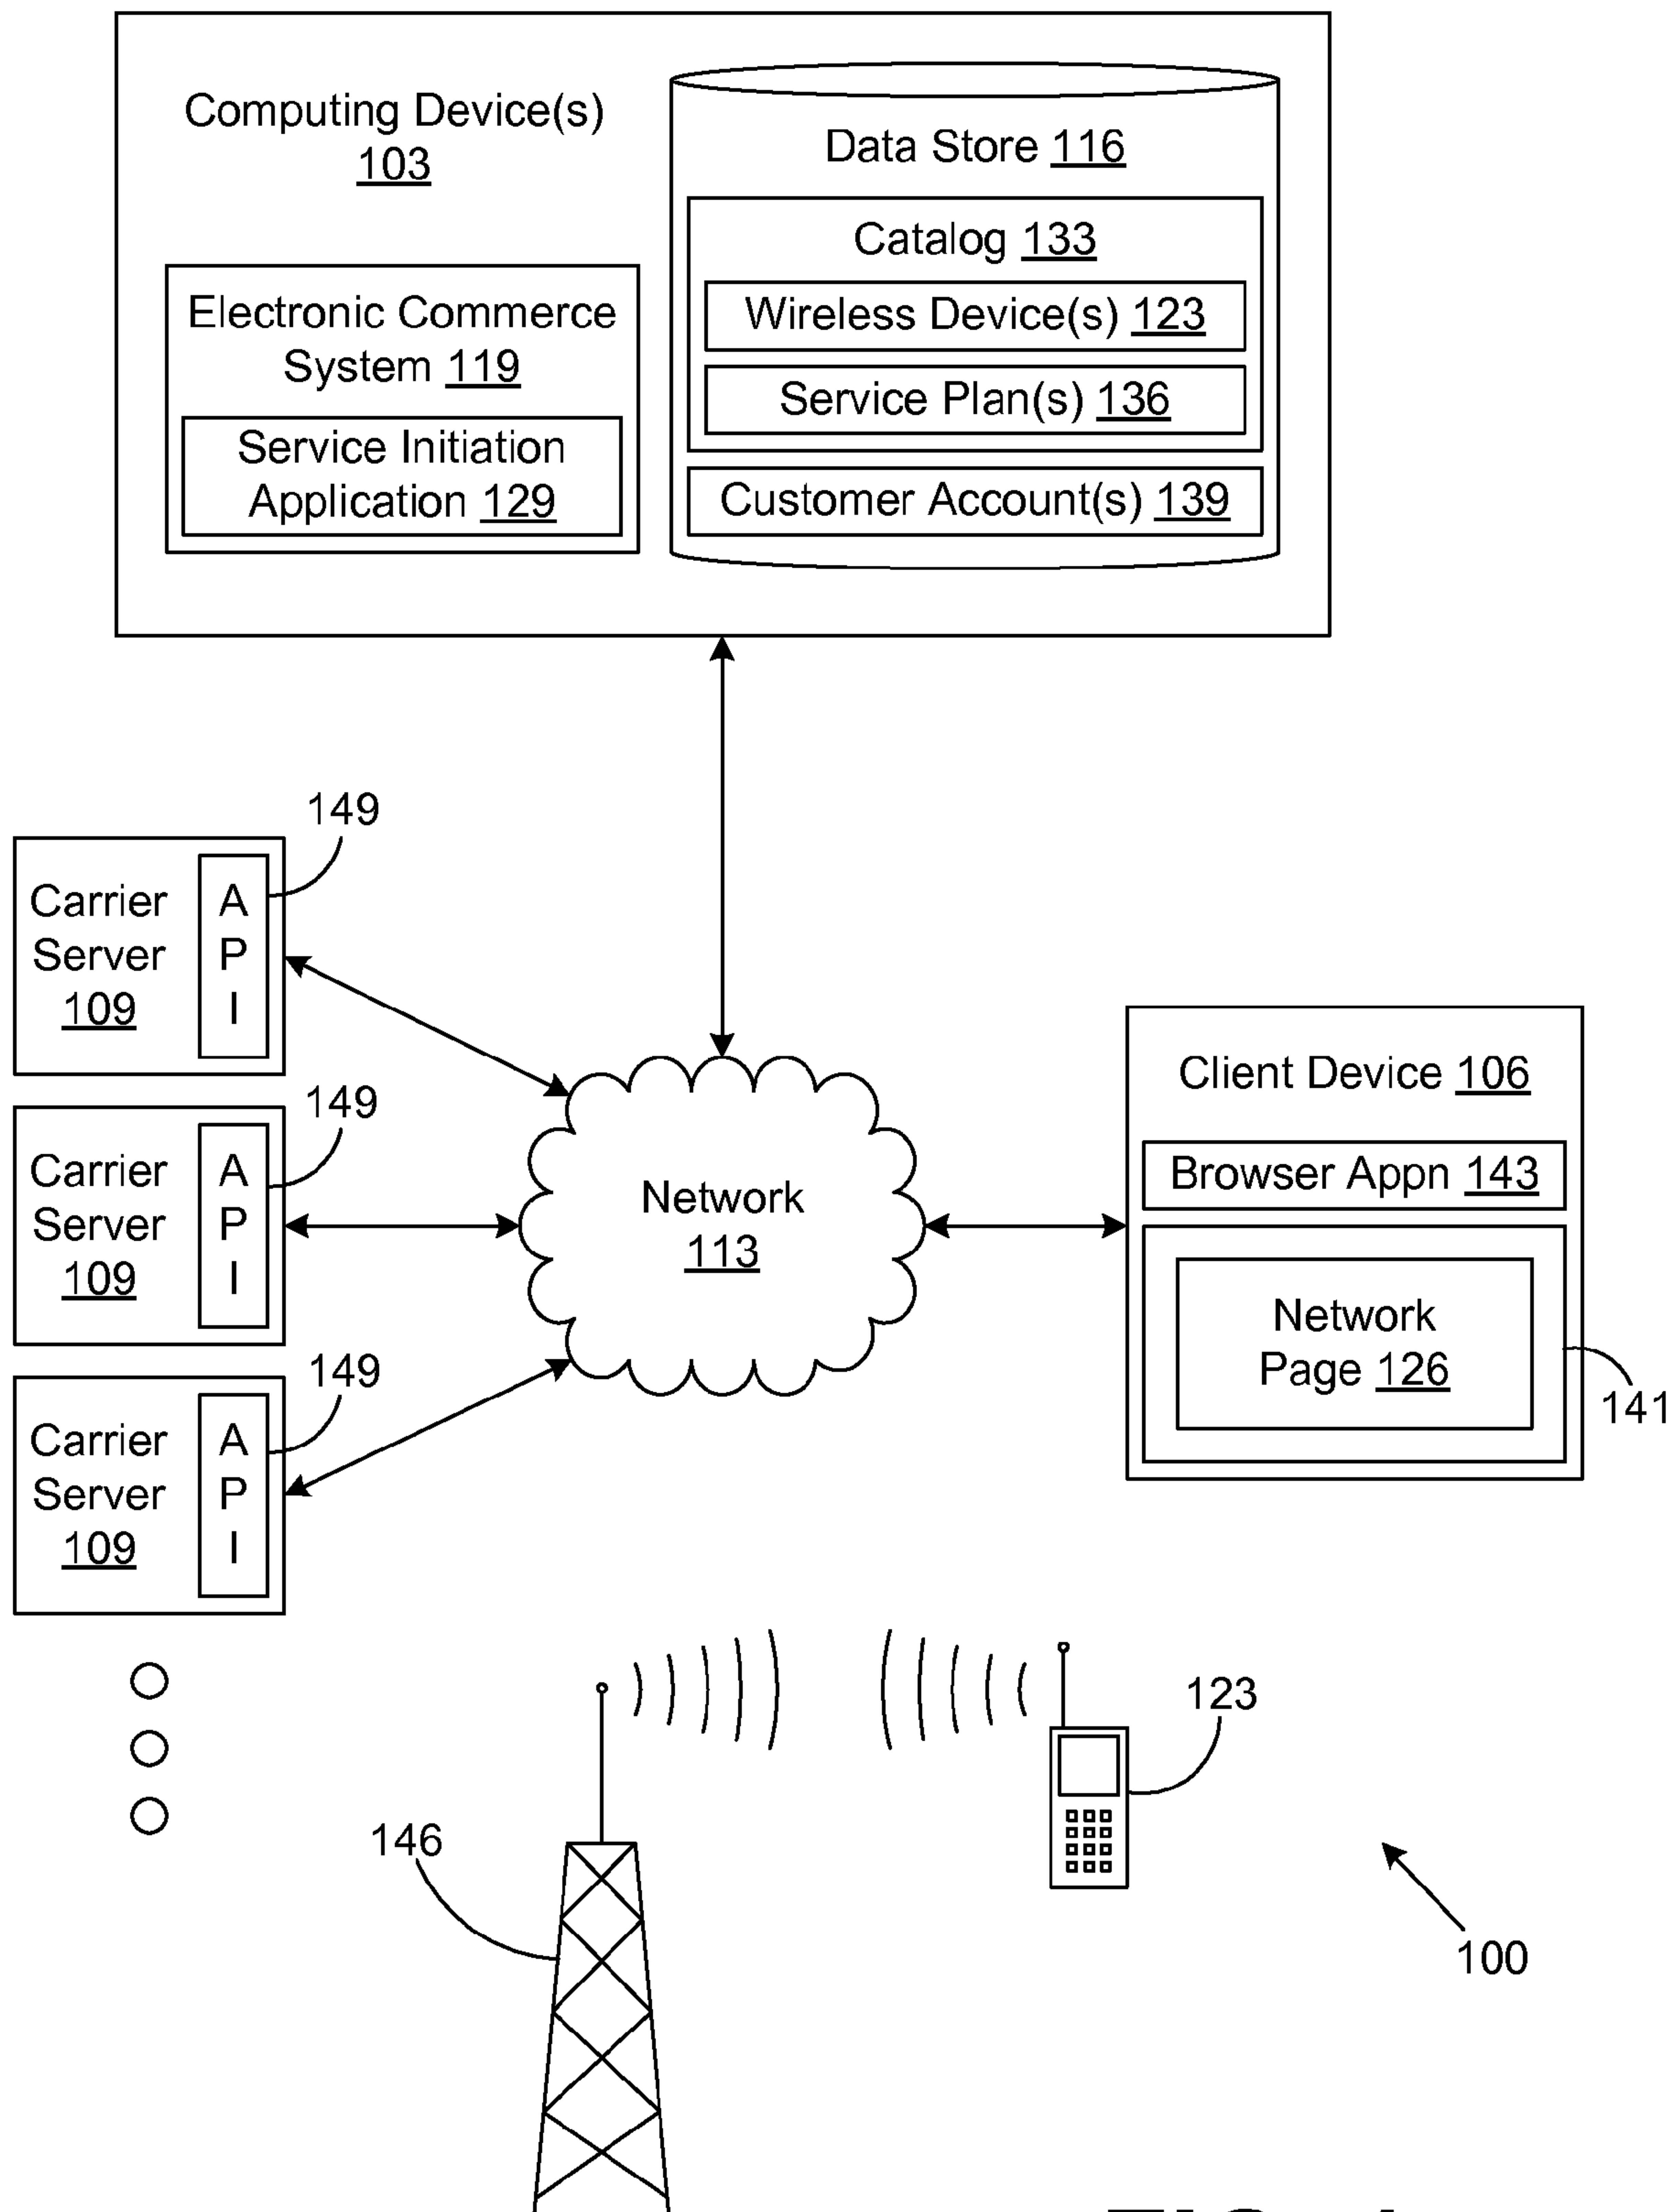 Computing Device(s)
103
Data Store 116
Catalog 133
Wireless Device(s) 123
Service Plan(s) 136
Customer Account(s) 139
Electronic Commerce
System 119
Service Initiation
Application 129
149
Carrier
Server
109
A
P
I
149
Carrier
Server
109
A
P
I
149
Carrier
Server
109
A
P
I
Network
113
Client Device 106
Browser Appn 143
Network
Page 126
141
123
146
100